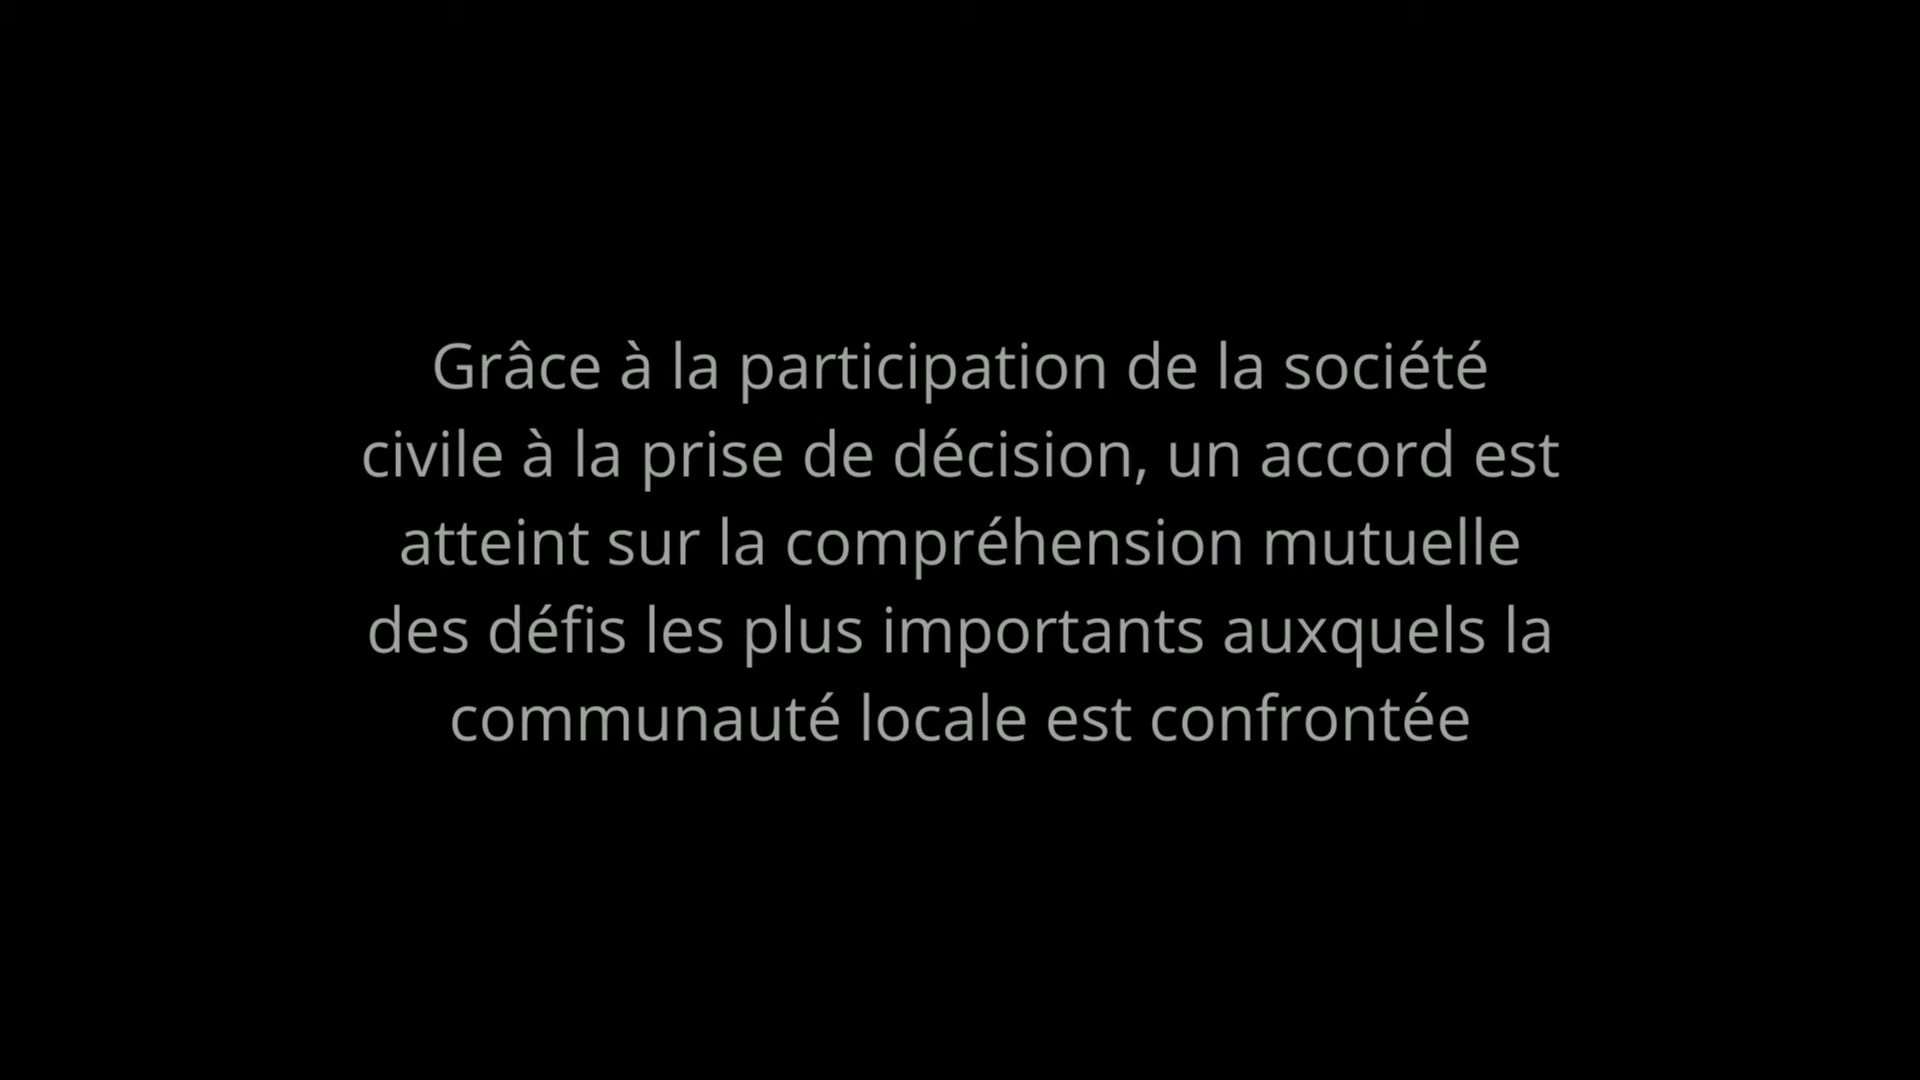 Grâce à la participation de la société
civile à la prise de décision, un accord est
atteint sur la compréhension mutuelle
des défis les plus importants auxquels la
communauté locale est confrontée